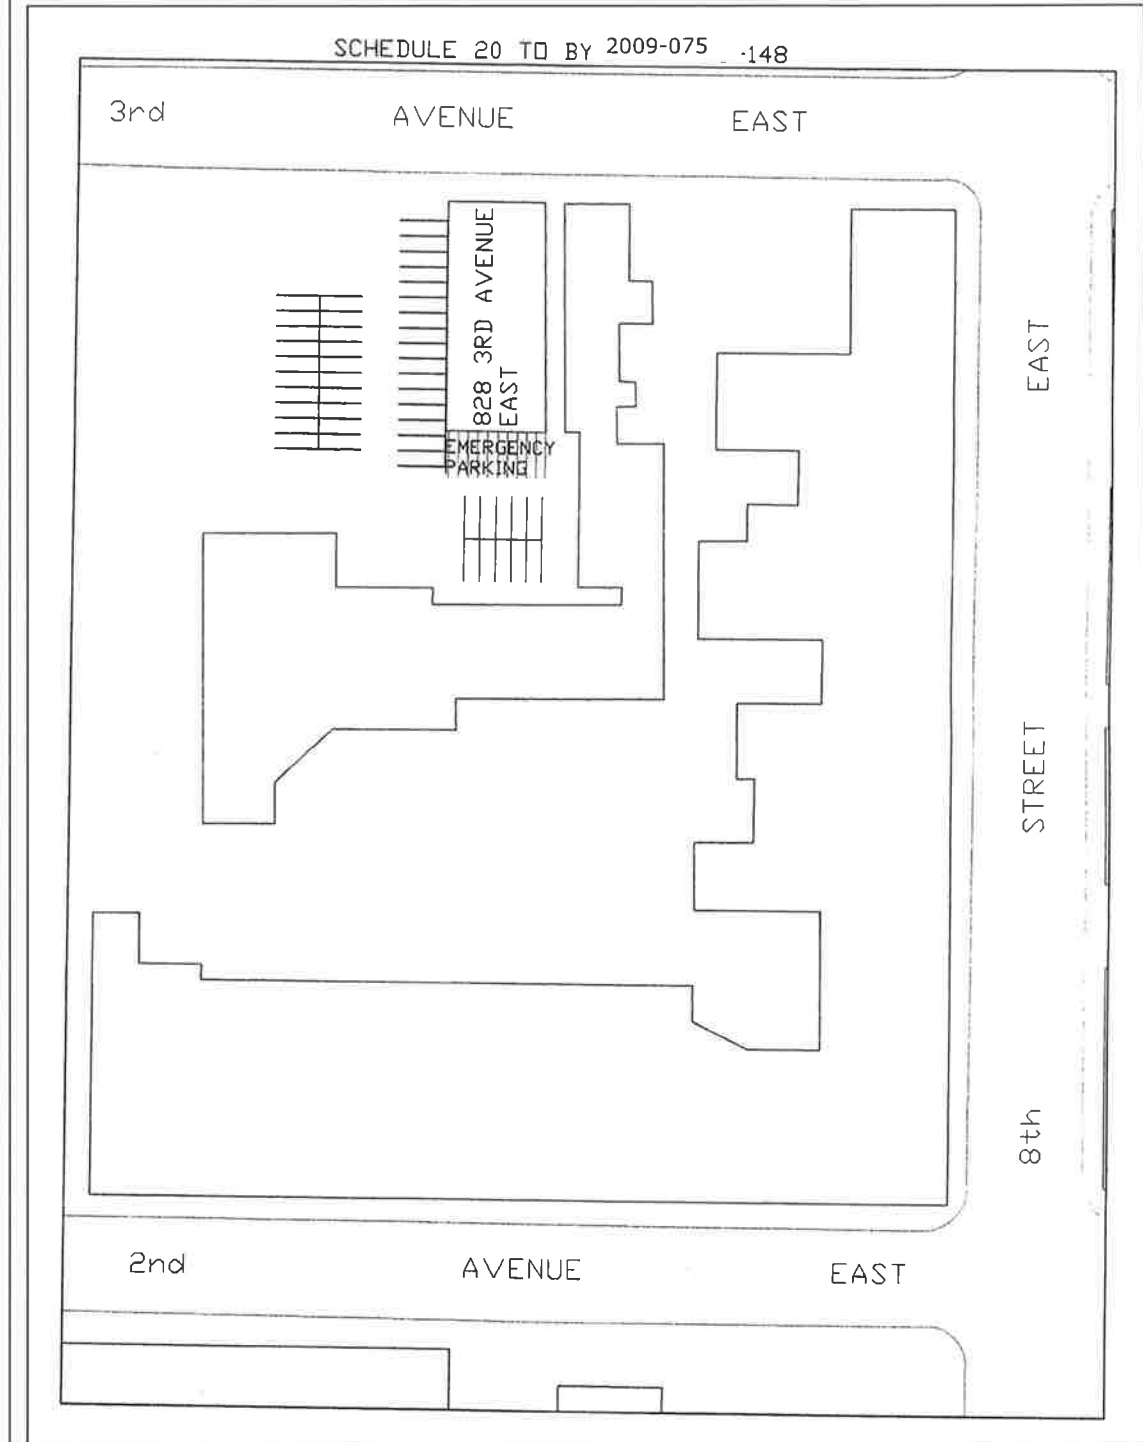 SCHEDULE 20 TO BY 2009-075 -148
3rd AVENUE EAST
828 3RD AVENUE
EAST
EMERGENCY
PARKING
8th STREET EAST
2nd AVENUE EAST